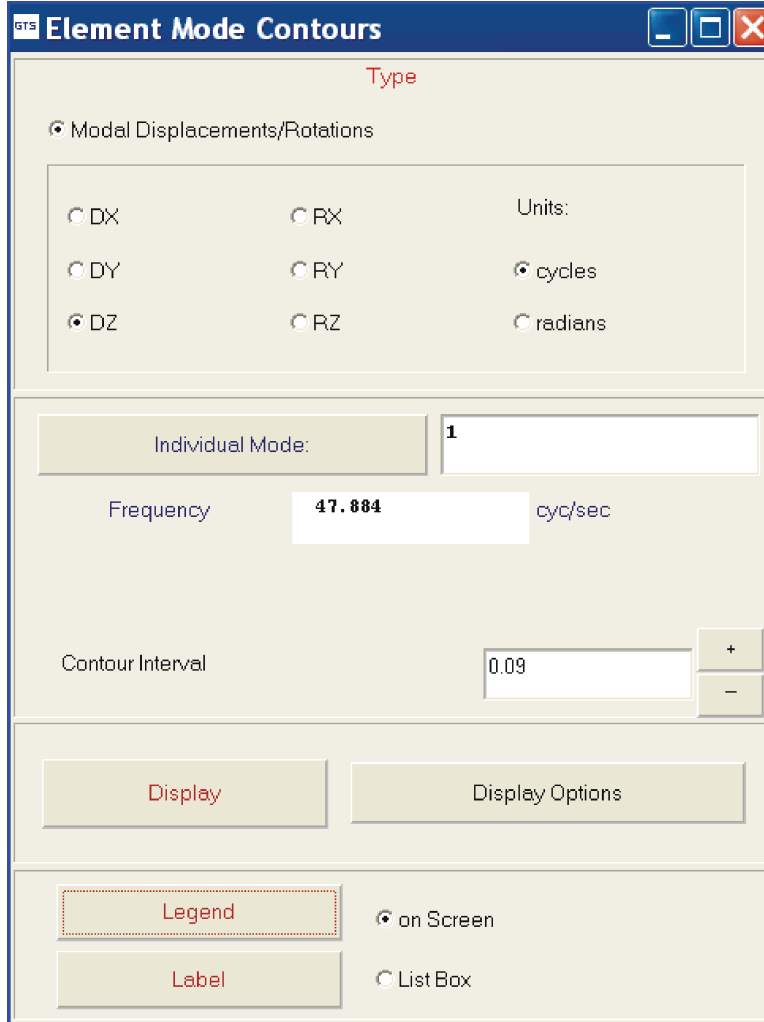 GTS Element Mode Contours
Type
Modal Displacements/Rotations
DX RX Units:
DY RY cycles
DZ RZ radians
Individual Mode: 1
Frequency 47.884 cyc/sec
Contour Interval 0.09 +
–
Display Display Options
Legend on Screen
Label List Box